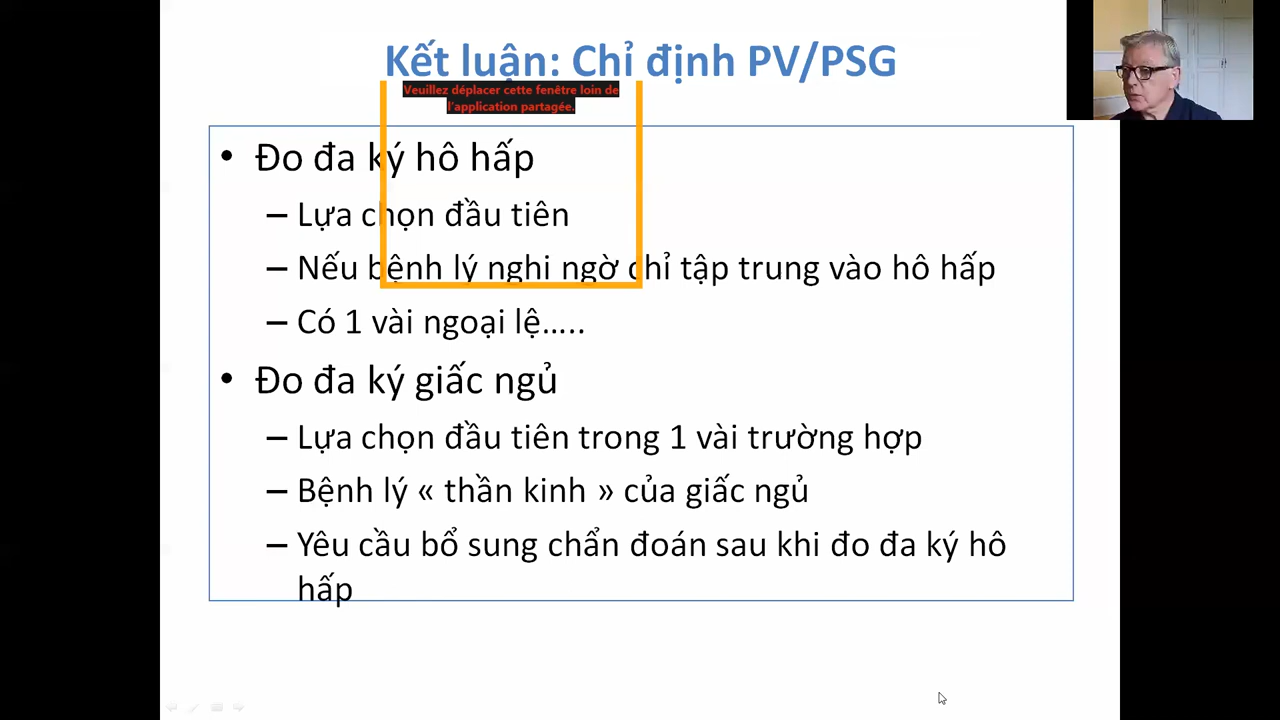 Kết luận: Chỉ định PV/PSG
Veuillez déplacer cette fenêtre loin de
l'application partagée.
• Đo đa ký hô hấp
– Lựa chọn đầu tiên
– Nếu bệnh lý nghi ngờ chỉ tập trung vào hô hấp
– Có 1 vài ngoại lệ…..
• Đo đa ký giấc ngủ
– Lựa chọn đầu tiên trong 1 vài trường hợp
– Bệnh lý « thần kinh » của giấc ngủ
– Yêu cầu bổ sung chẩn đoán sau khi đo đa ký hô
hấp